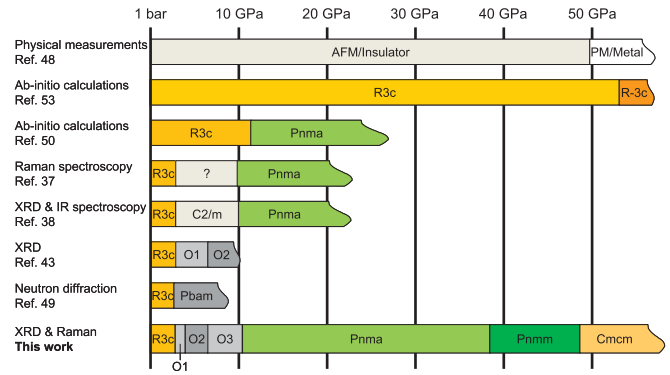 1 bar 10 GPa 20 GPa 30 GPa 40 GPa 50 GPa
Physical measurements
Ref. 48
AFM/Insulator PM/Metal
Ab-initio calculations
Ref. 53
R3c R-3c
Ab-initio calculations
Ref. 50
R3c Pnma
Raman spectroscopy
Ref. 37
R3c ? Pnma
XRD & IR spectroscopy
Ref. 38
R3c C2/m Pnma
XRD
Ref. 43
R3c O1 O2
Neutron diffraction
Ref. 49
R3c Pbam
XRD & Raman
This work
R3c O2 O3 Pnma Pnmm Cmcm
O1